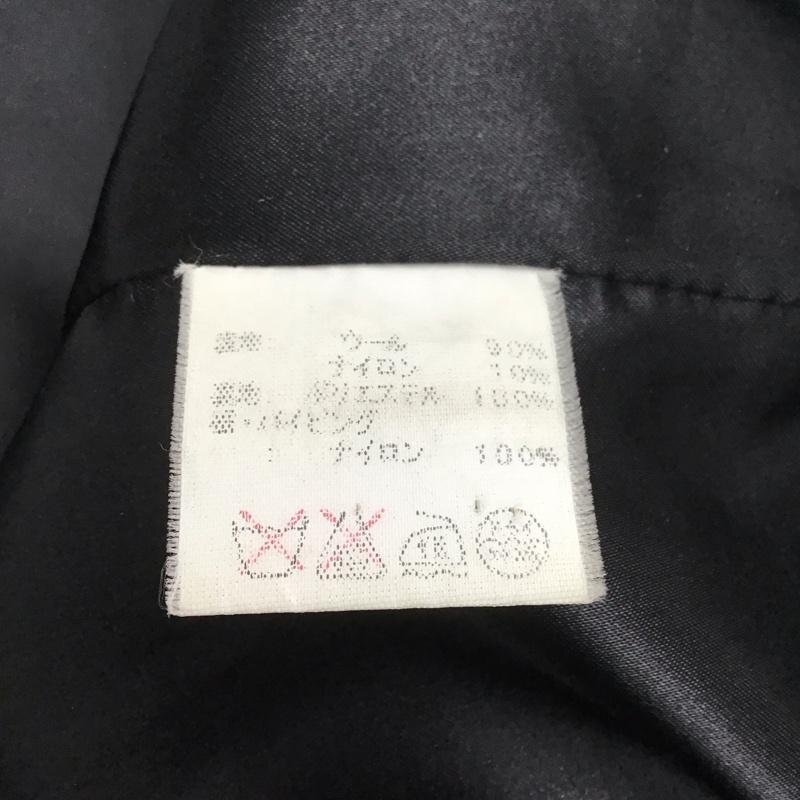 表地 ウール 90%
ナイロン 10%
裏地 ポリエステル 100%
衿・パイピング
: ナイロン 100%